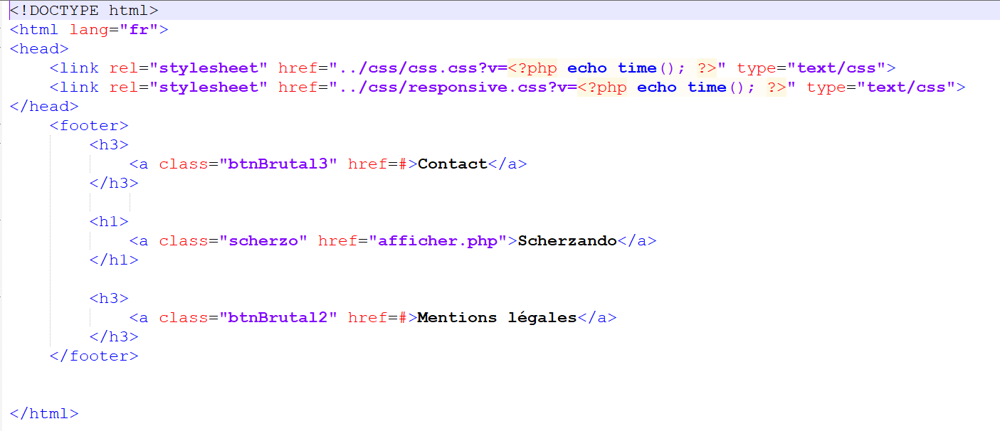 <!DOCTYPE html>
<html lang="fr">
<head>
    <link rel="stylesheet" href="../css/css.css?v=<?php echo time(); ?>" type="text/css">
    <link rel="stylesheet" href="../css/responsive.css?v=<?php echo time(); ?>" type="text/css">
</head>
    <footer>
        <h3>
            <a class="btnBrutal3" href=#>Contact</a>
        </h3>
        <h1>
            <a class="scherzo" href="afficher.php">Scherzando</a>
        </h1>
        <h3>
            <a class="btnBrutal2" href=#>Mentions légales</a>
        </h3>
    </footer>
</html>